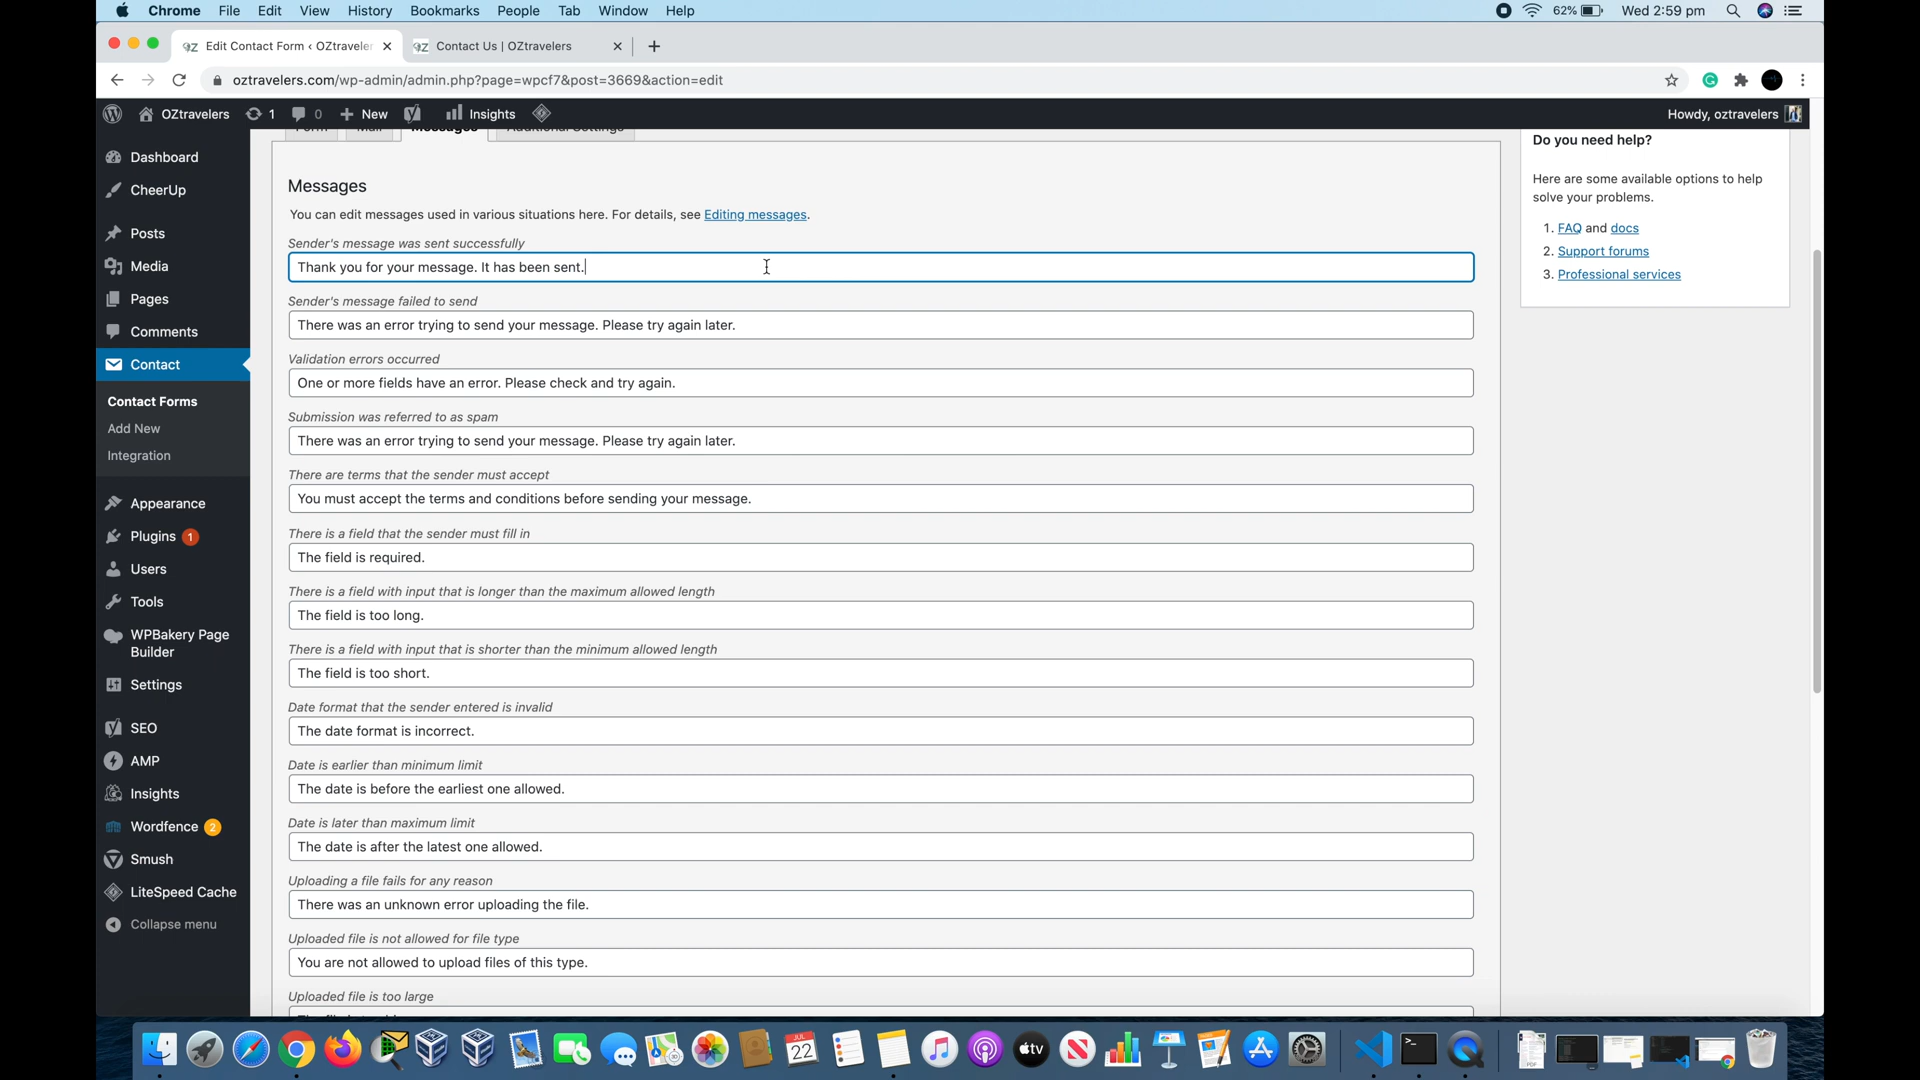 Chrome File Edit View History Bookmarks People Tab Window Help 62% Wed 2:59 pm
Edit Contact Form ‹ OZtraveler Contact Us | OZtravelers
oztravelers.com/wp-admin/admin.php?page=wpcf7&post=3669&action=edit
OZtravelers 1 0 New Insights Howdy, oztravelers
Form Mail Messages Additional Settings
Do you need help?
Here are some available options to help
solve your problems.
1. FAQ and docs
2. Support forums
3. Professional services
Dashboard
CheerUp
Posts
Media
Pages
Comments
Contact
Contact Forms
Add New
Integration
Appearance
Plugins 1
Users
Tools
WPBakery Page
Builder
Settings
SEO
AMP
Insights
Wordfence 2
Smush
LiteSpeed Cache
Collapse menu
Messages
You can edit messages used in various situations here. For details, see Editing messages.
Sender's message was sent successfully
Thank you for your message. It has been sent.
Sender's message failed to send
There was an error trying to send your message. Please try again later.
Validation errors occurred
One or more fields have an error. Please check and try again.
Submission was referred to as spam
There was an error trying to send your message. Please try again later.
There are terms that the sender must accept
You must accept the terms and conditions before sending your message.
There is a field that the sender must fill in
The field is required.
There is a field with input that is longer than the maximum allowed length
The field is too long.
There is a field with input that is shorter than the minimum allowed length
The field is too short.
Date format that the sender entered is invalid
The date format is incorrect.
Date is earlier than minimum limit
The date is before the earliest one allowed.
Date is later than maximum limit
The date is after the latest one allowed.
Uploading a file fails for any reason
There was an unknown error uploading the file.
Uploaded file is not allowed for file type
You are not allowed to upload files of this type.
Uploaded file is too large
JUL
22
tv